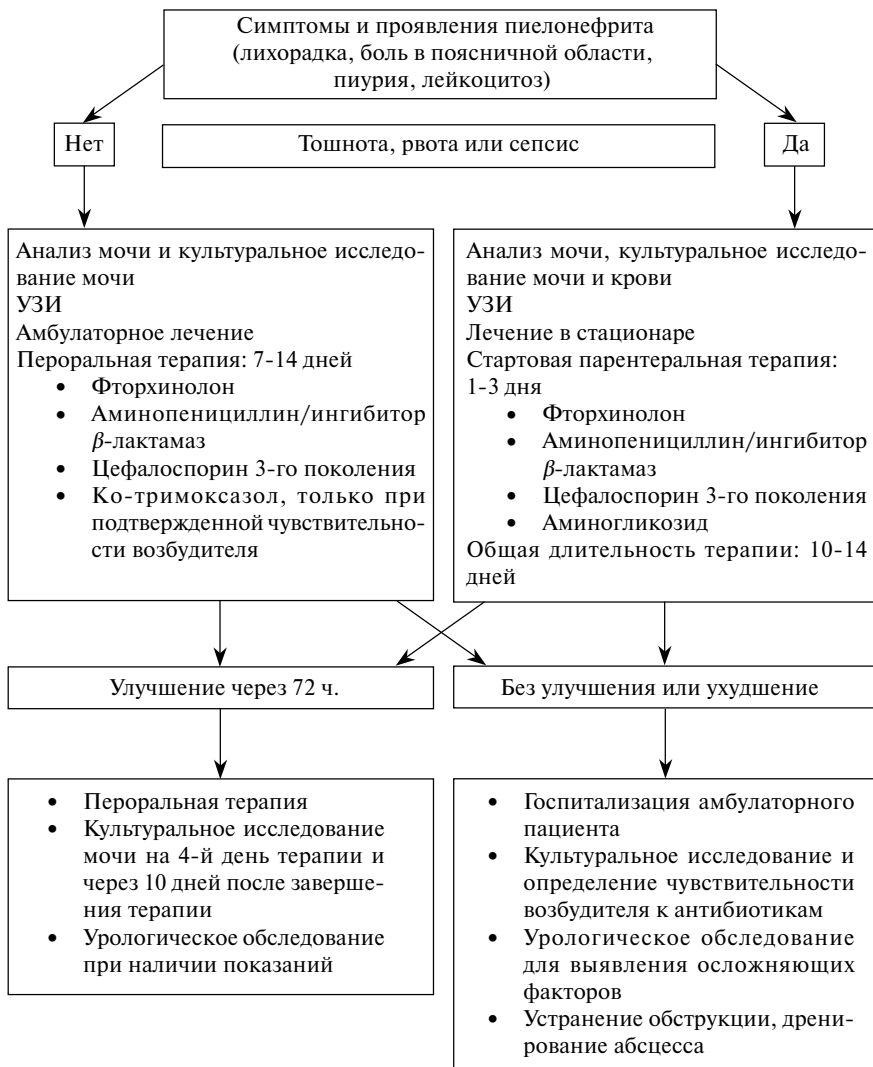 Симптомы и проявления пиелонефрита
(лихорадка, боль в поясничной области,
пиурия, лейкоцитоз)
Нет
Тошнота, рвота или сепсис
Да
Анализ мочи и культуральное исследо-
вание мочи
УЗИ
Амбулаторное лечение
Пероральная терапия: 7-14 дней
• Фторхинолон
• Аминопенициллин/ингибитор
β-лактамаз
• Цефалоспорин 3-го поколения
• Ко-тримоксазол, только при
подтвержденной чувствительно-
сти возбудителя
Анализ мочи, культуральное исследо-
вание мочи и крови
УЗИ
Лечение в стационаре
Стартовая парентеральная терапия:
1-3 дня
• Фторхинолон
• Аминопенициллин/ингибитор
β-лактамаз
• Цефалоспорин 3-го поколения
• Аминогликозид
Общая длительность терапии: 10-14
дней
Улучшение через 72 ч.
Без улучшения или ухудшение
• Пероральная терапия
• Культуральное исследование
мочи на 4-й день терапии и
через 10 дней после заверше-
ния терапии
• Урологическое обследование
при наличии показаний
• Госпитализация амбулаторного
пациента
• Культуральное исследование и
определение чувствительности
возбудителя к антибиотикам
• Урологическое обследование
для выявления осложняющих
факторов
• Устранение обструкции, дрени-
рование абсцесса